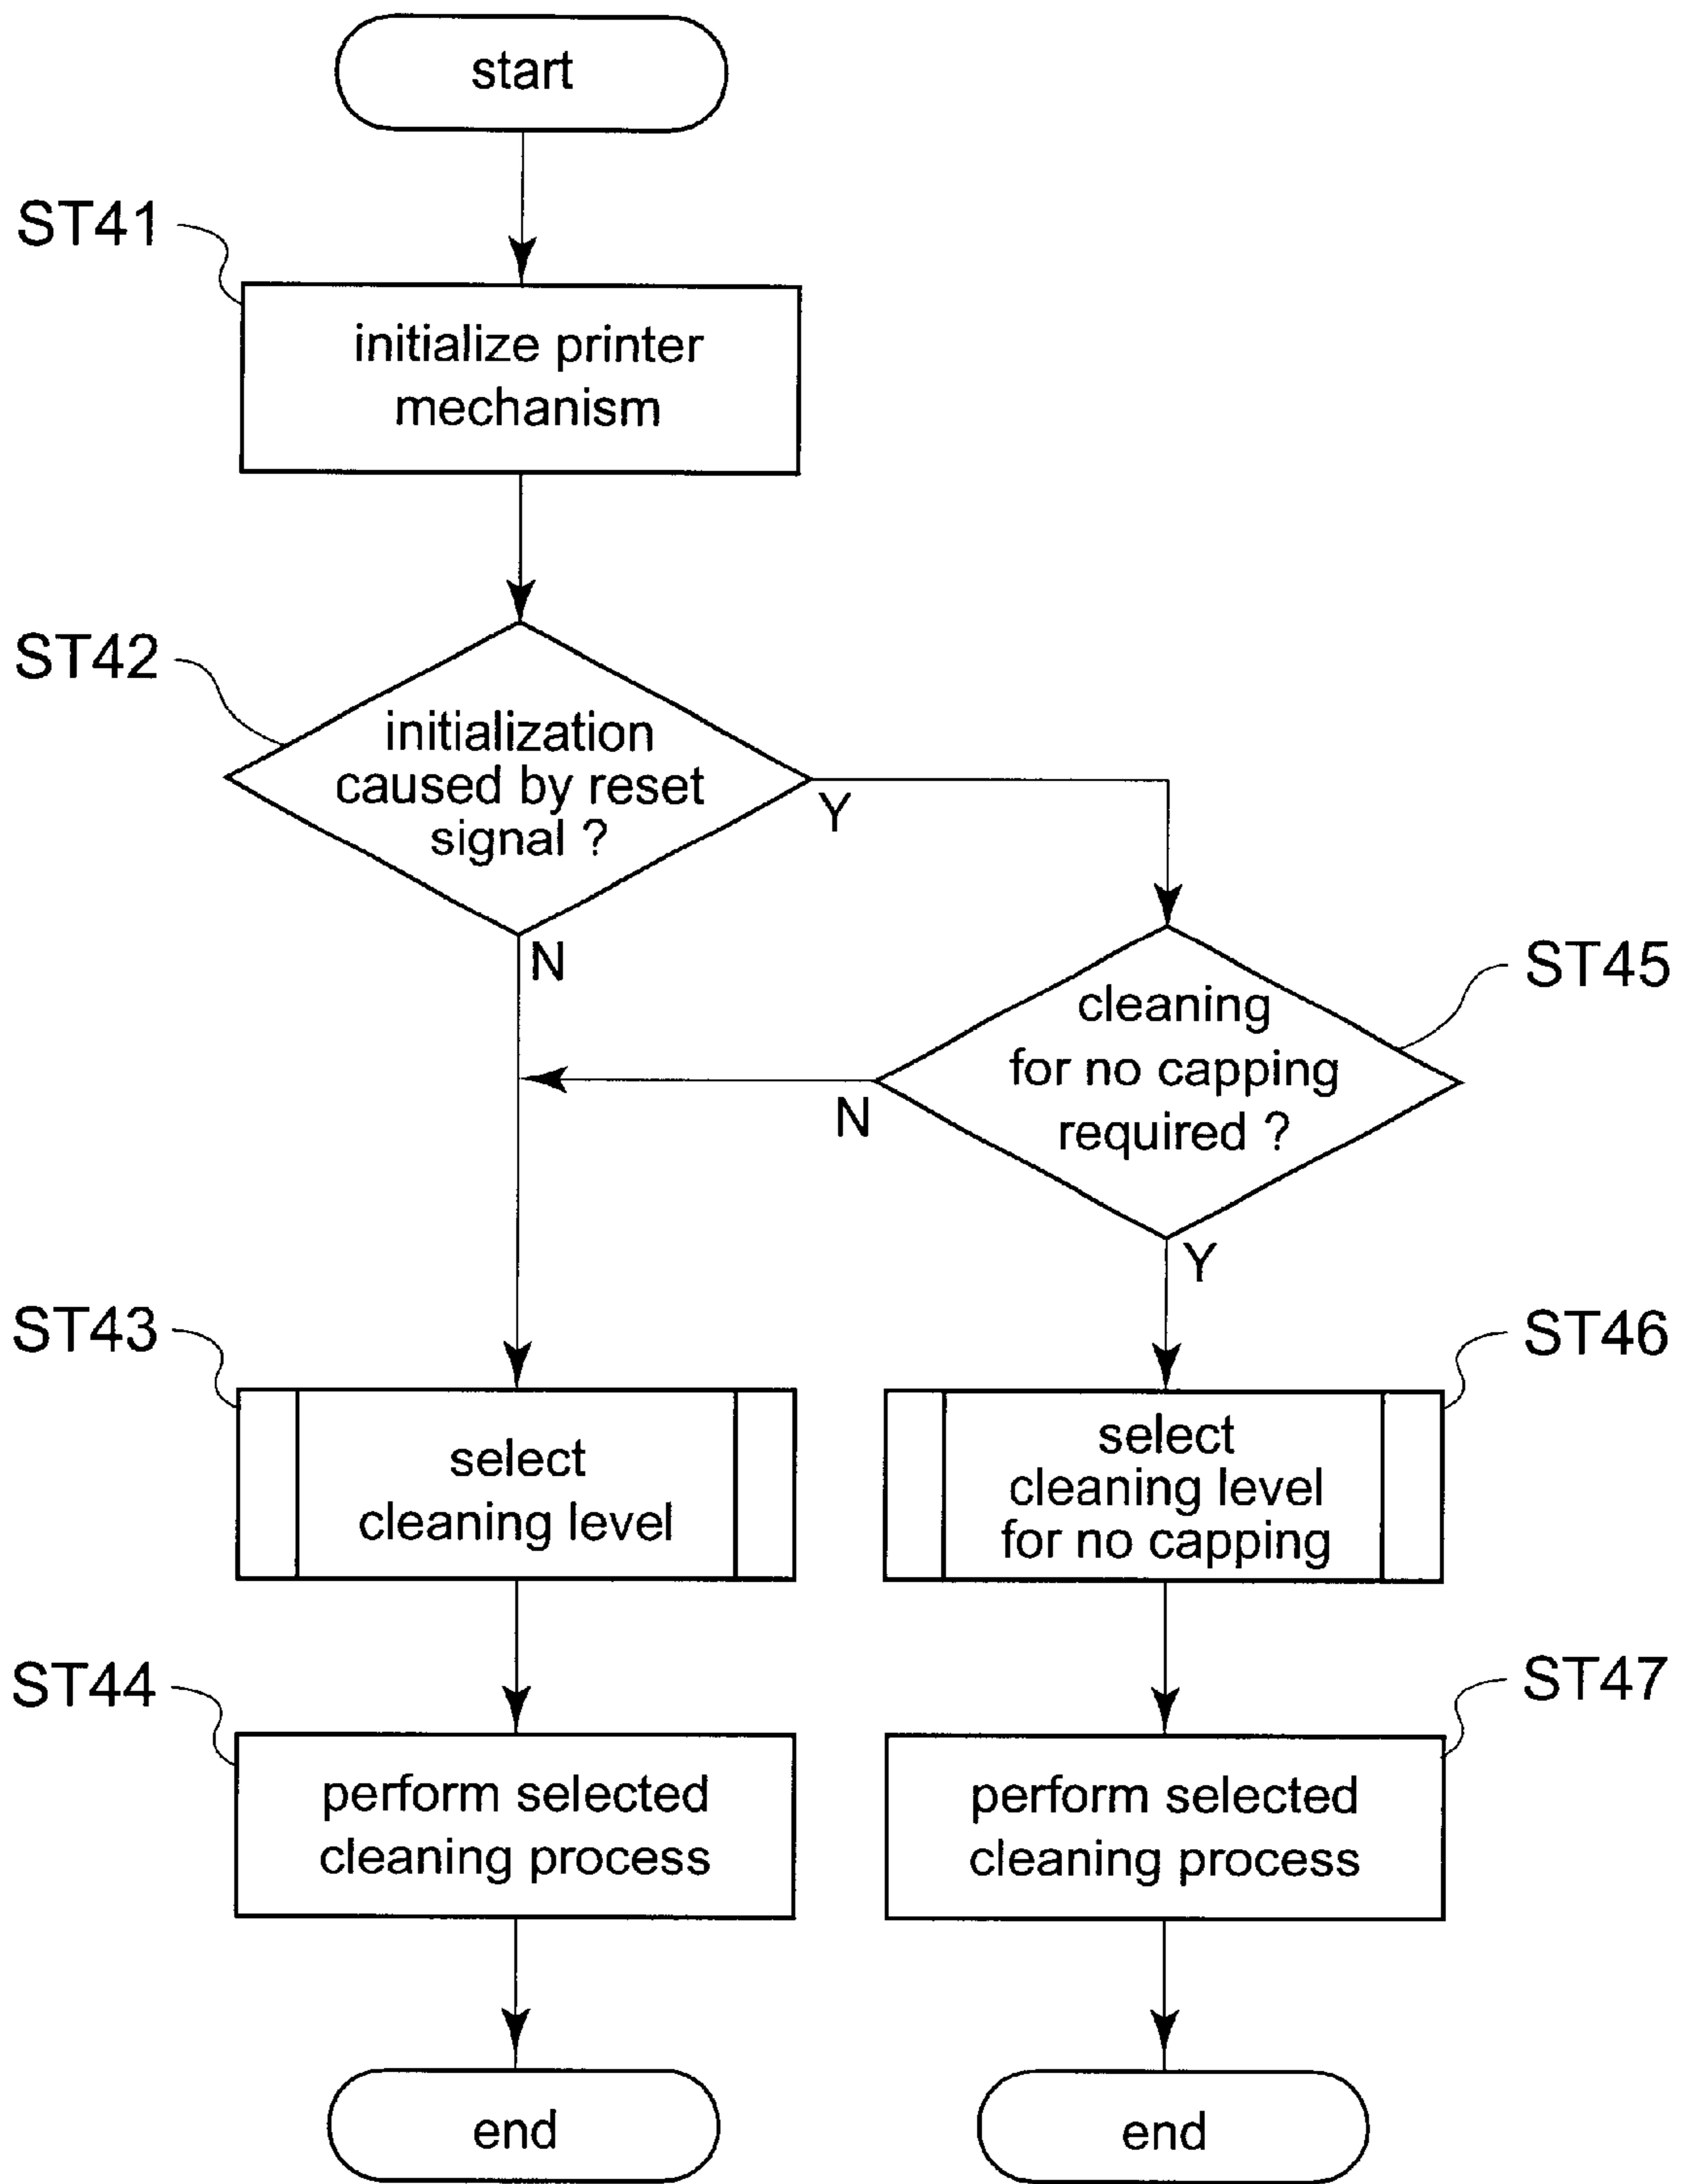 start
ST41
initialize printer
mechanism
ST42
initialization
caused by reset
signal ?
Y
N
ST45
cleaning
for no capping
required ?
N
Y
ST43
select
cleaning level
ST46
select
cleaning level
for no capping
ST44
perform selected
cleaning process
ST47
perform selected
cleaning process
end
end